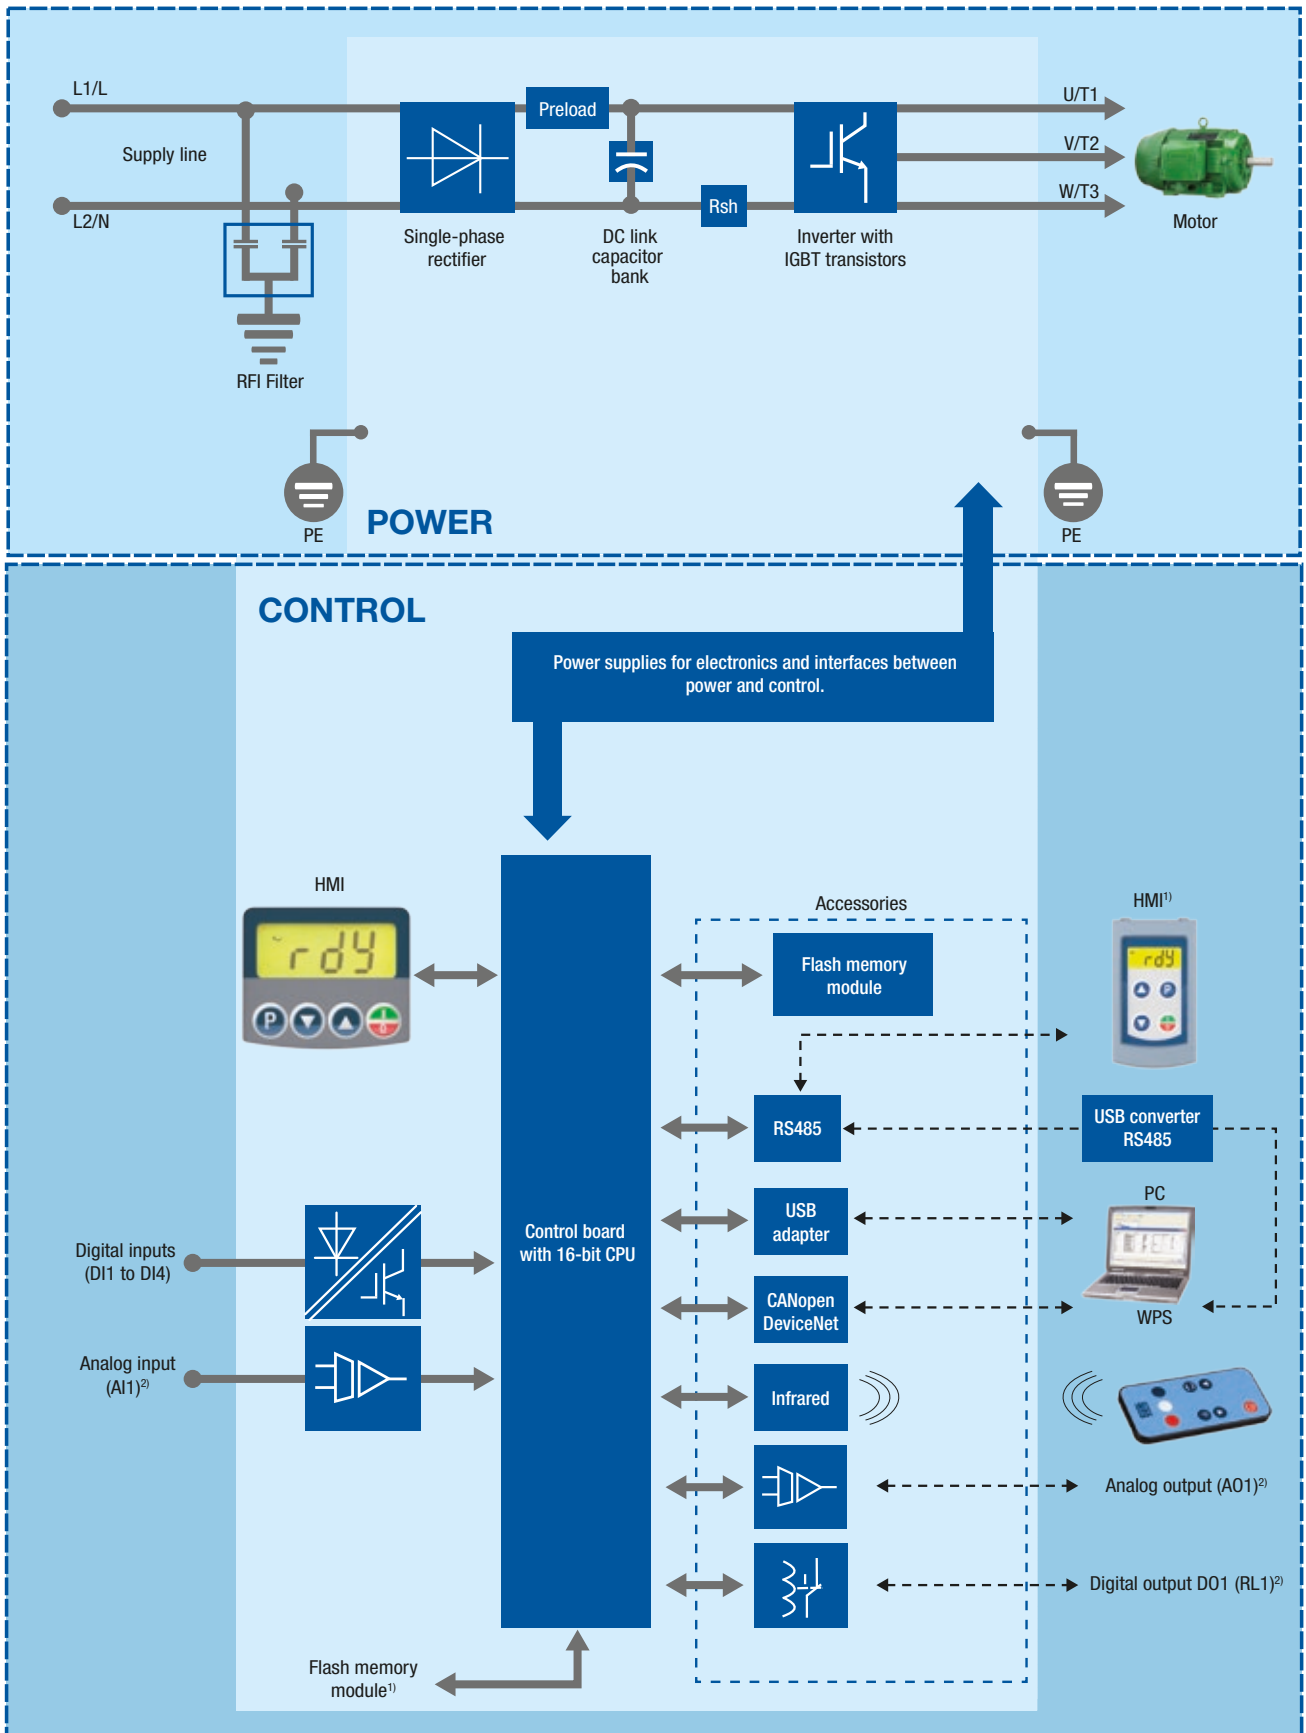 L1/L
Supply line
L2/N
Preload
Rsh
U/T1
V/T2
W/T3
Motor
Single-phase
rectifier
DC link
capacitor
bank
Inverter with
IGBT transistors
RFI Filter
PE
POWER
PE
CONTROL
Power supplies for electronics and interfaces between
power and control.
HMI
rdy
P
Control board
with 16-bit CPU
Accessories
Flash memory
module
HMI1)
rdy
P
RS485
USB converter
RS485
USB
adapter
PC
WPS
CANopen
DeviceNet
Infrared
Digital inputs
(DI1 to DI4)
Analog input
(AI1)2)
Analog output (AO1)2)
Digital output DO1 (RL1)2)
Flash memory
module1)